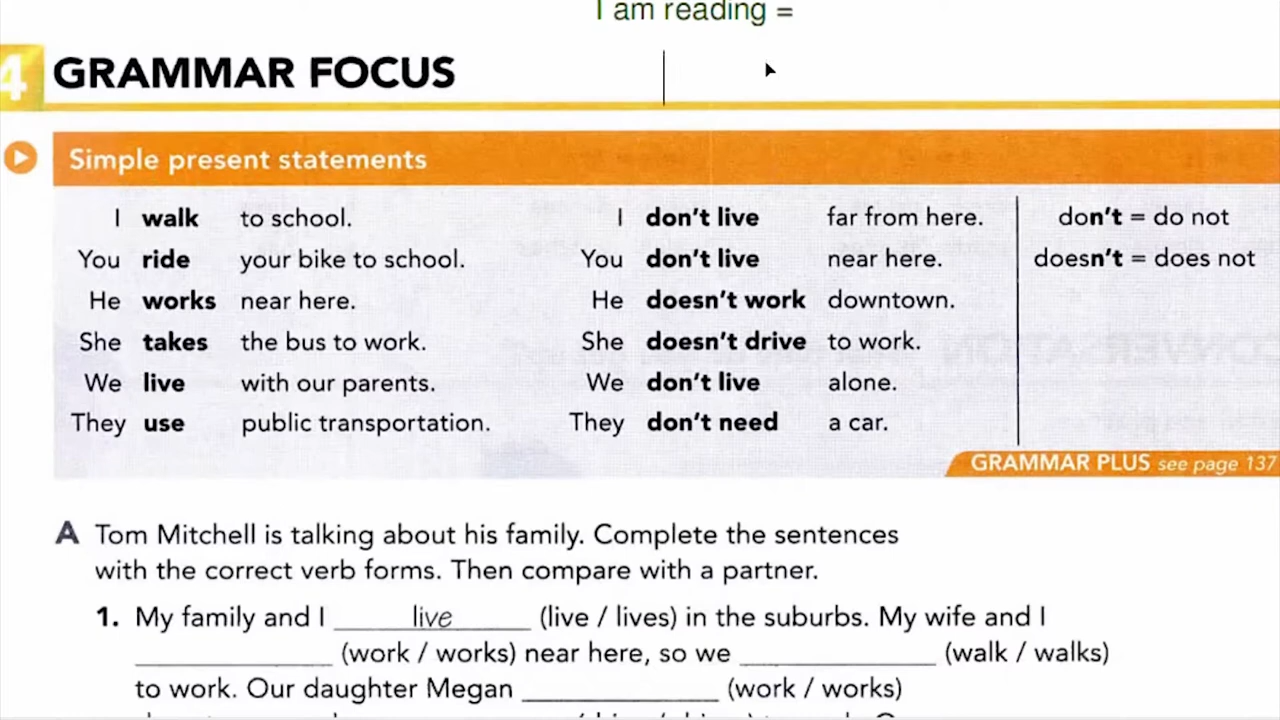 I am reading =
4 GRAMMAR FOCUS
Simple present statements
I walk to school. I don't live far from here. don't = do not
You ride your bike to school. You don't live near here. doesn't = does not
He works near here. He doesn't work downtown.
She takes the bus to work. She doesn't drive to work.
We live with our parents. We don't live alone.
They use public transportation. They don't need a car.
GRAMMAR PLUS see page 137
A Tom Mitchell is talking about his family. Complete the sentences
with the correct verb forms. Then compare with a partner.
1. My family and I live (live / lives) in the suburbs. My wife and I
(work / works) near here, so we (walk / walks)
to work. Our daughter Megan (work / works)